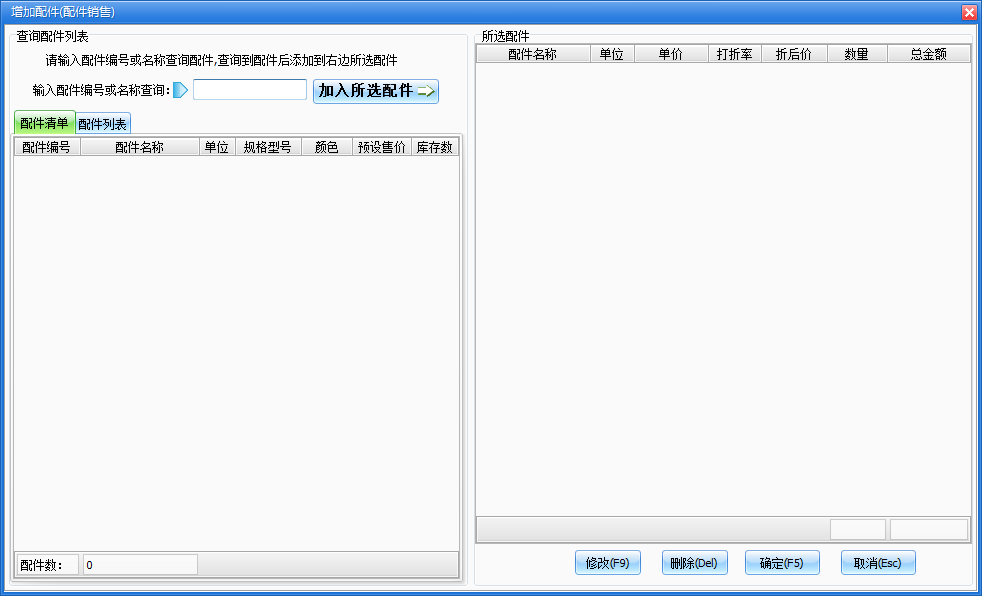 增加配件(配件销售)
查询配件列表
请输入配件编号或名称查询配件,查询到配件后添加到右边所选配件
输入配件编号或名称查询:
加入所选配件
配件清单 配件列表
配件编号 配件名称 单位 规格型号 颜色 预设售价 库存数
配件数: 0
所选配件
配件名称 单位 单价 打折率 折后价 数量 总金额
修改(F9) 删除(Del) 确定(F5) 取消(Esc)